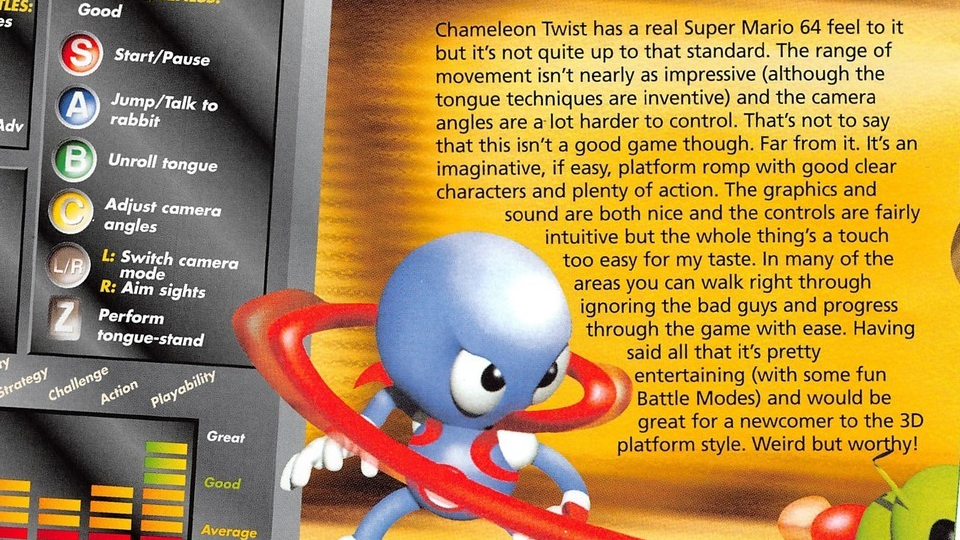 TLES:
Good
S
Start/Pause
A
Jump/Talk to
rabbit
Adv
B
Unroll tongue
C
Adjust camera
angles
L/R
L: Switch camera
mode
R: Aim sights
Z
Perform
tongue-stand
Strategy
Challenge
Action
Playability
Great
Good
Average
Chameleon Twist has a real Super Mario 64 feel to it
but it's not quite up to that standard. The range of
movement isn't nearly as impressive (although the
tongue techniques are inventive) and the camera
angles are a lot harder to control. That's not to say
that this isn't a good game though. Far from it. It's an
imaginative, if easy, platform romp with good clear
characters and plenty of action. The graphics and
sound are both nice and the controls are fairly
intuitive but the whole thing's a touch
too easy for my taste. In many of the
areas you can walk right through
ignoring the bad guys and progress
through the game with ease. Having
said all that it's pretty
entertaining (with some fun
Battle Modes) and would be
great for a newcomer to the 3D
platform style. Weird but worthy!